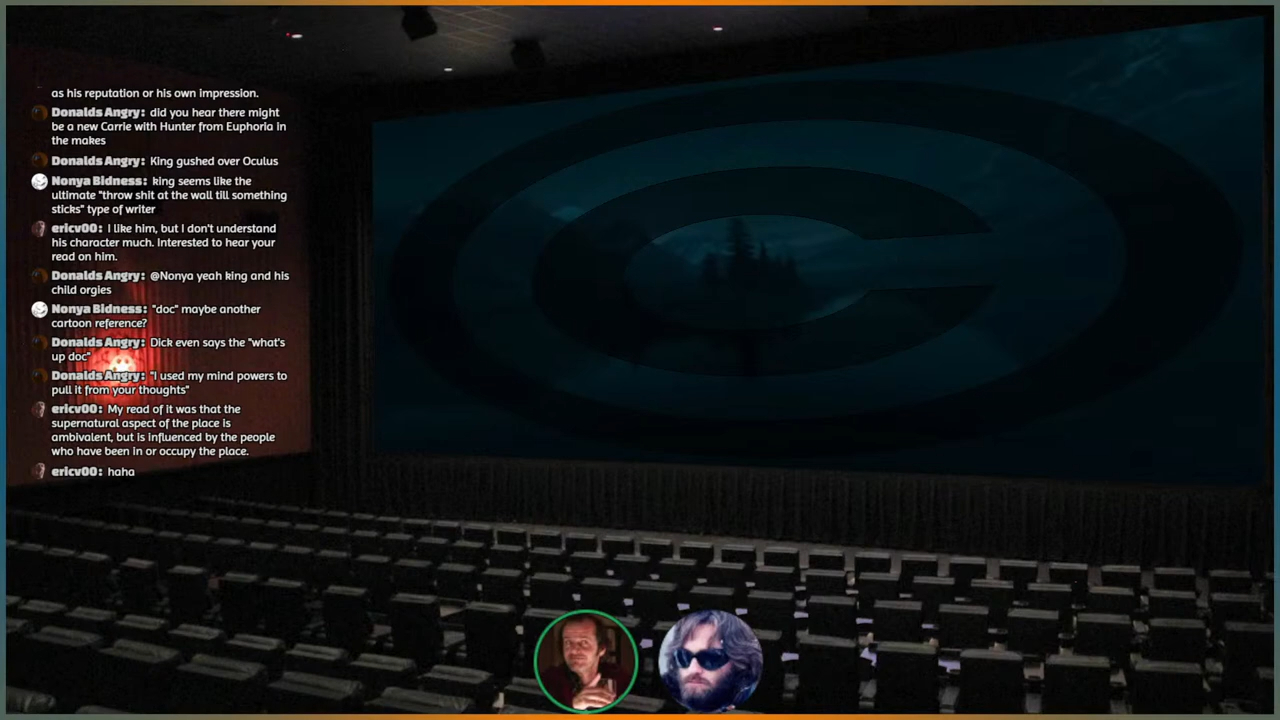 as his reputation or his own impression.
Donalds Angry: did you hear there might
be a new Carrie with Hunter from Euphoria in
the makes
Donalds Angry: King gushed over Oculus
Nonya Bidness: king seems like the
ultimate "throw shit at the wall till something
sticks" type of writer
ericv00: I like him, but I don't understand
his character much. Interested to hear your
read on him.
Donalds Angry: @Nonya yeah king and his
child orgies
Nonya Bidness: "doc" maybe another
cartoon reference?
Donalds Angry: Dick even says the "what's
up doc"
Donalds Angry: "I used my mind powers to
pull it from your thoughts"
ericv00: My read of it was that the
supernatural aspect of the place is
ambivalent, but is influenced by the people
who have been in or occupy the place.
ericv00: haha